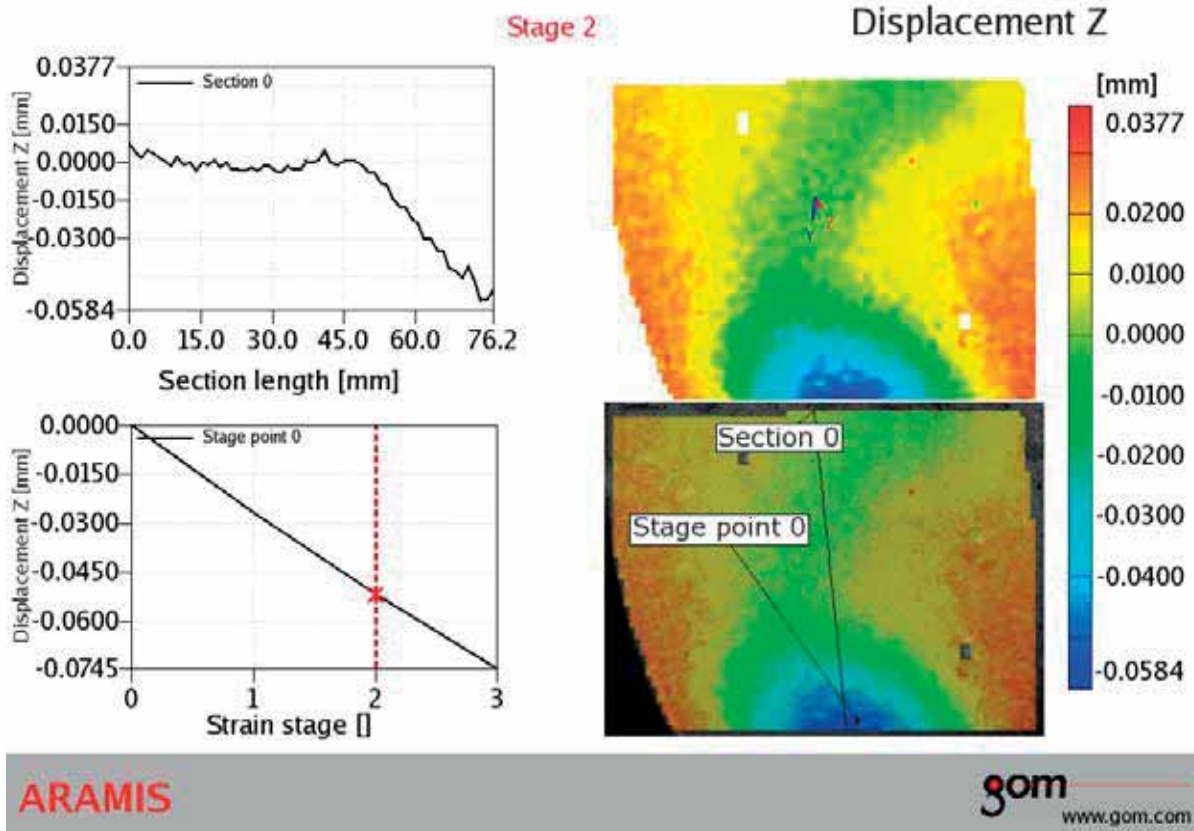 Stage 2
Displacement Z
Displacement Z [mm]
0.0377
0.0150
0.0000
-0.0150
-0.0300
-0.0584
Section 0
0.0 15.0 30.0 45.0 60.0 76.2
Section length [mm]
Displacement Z [mm]
0.0000
-0.0150
-0.0300
-0.0450
-0.0600
-0.0745
Stage point 0
0 1 2 3
Strain stage []
Section 0
Stage point 0
[mm]
0.0377
0.0200
0.0100
0.0000
-0.0100
-0.0200
-0.0300
-0.0400
-0.0584
ARAMIS
gom
www.gom.com